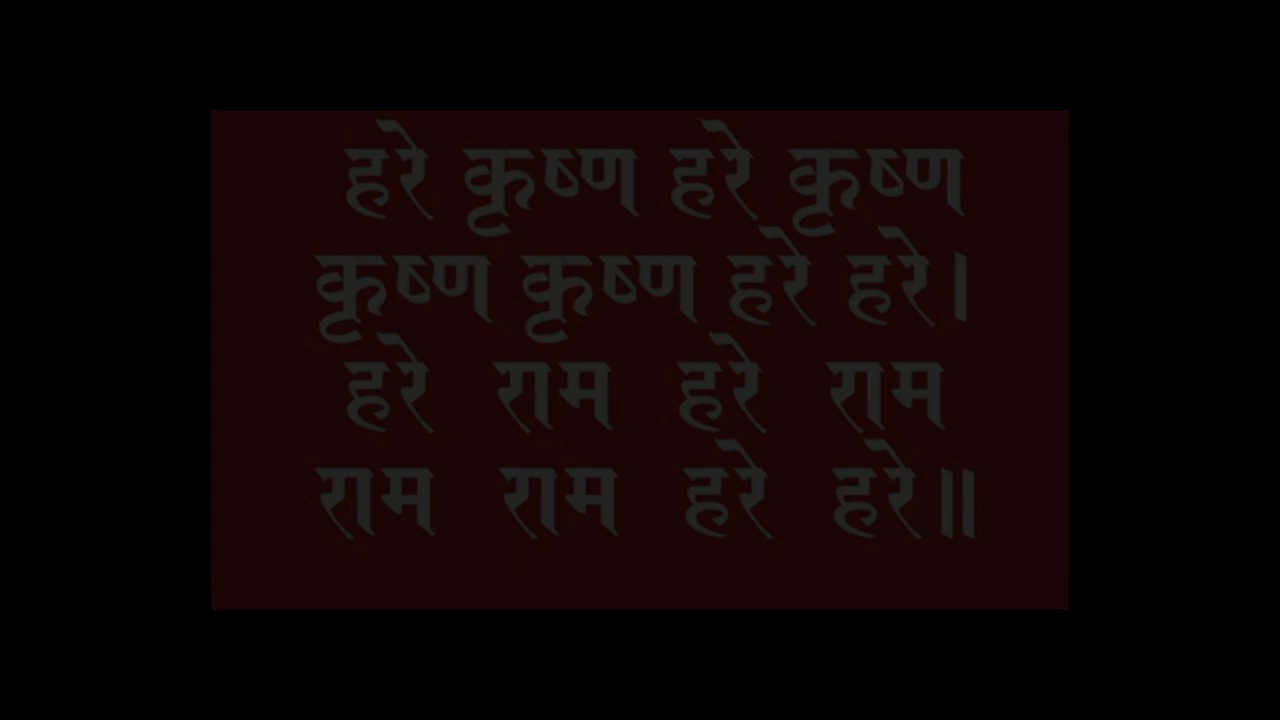 हरे कृष्ण हरे कृष्ण
कृष्ण कृष्ण हरे हरे।
हरे राम हरे राम
राम राम हरे हरे॥